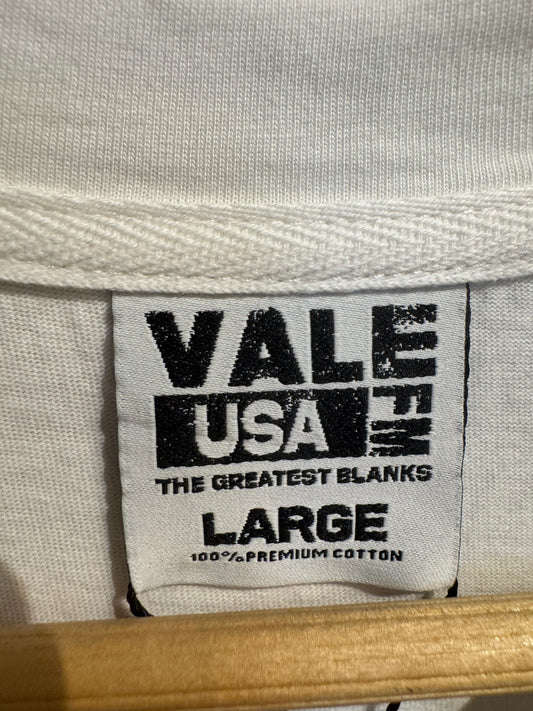 VALE
FM
USA
THE GREATEST BLANKS
LARGE
100% PREMIUM COTTON